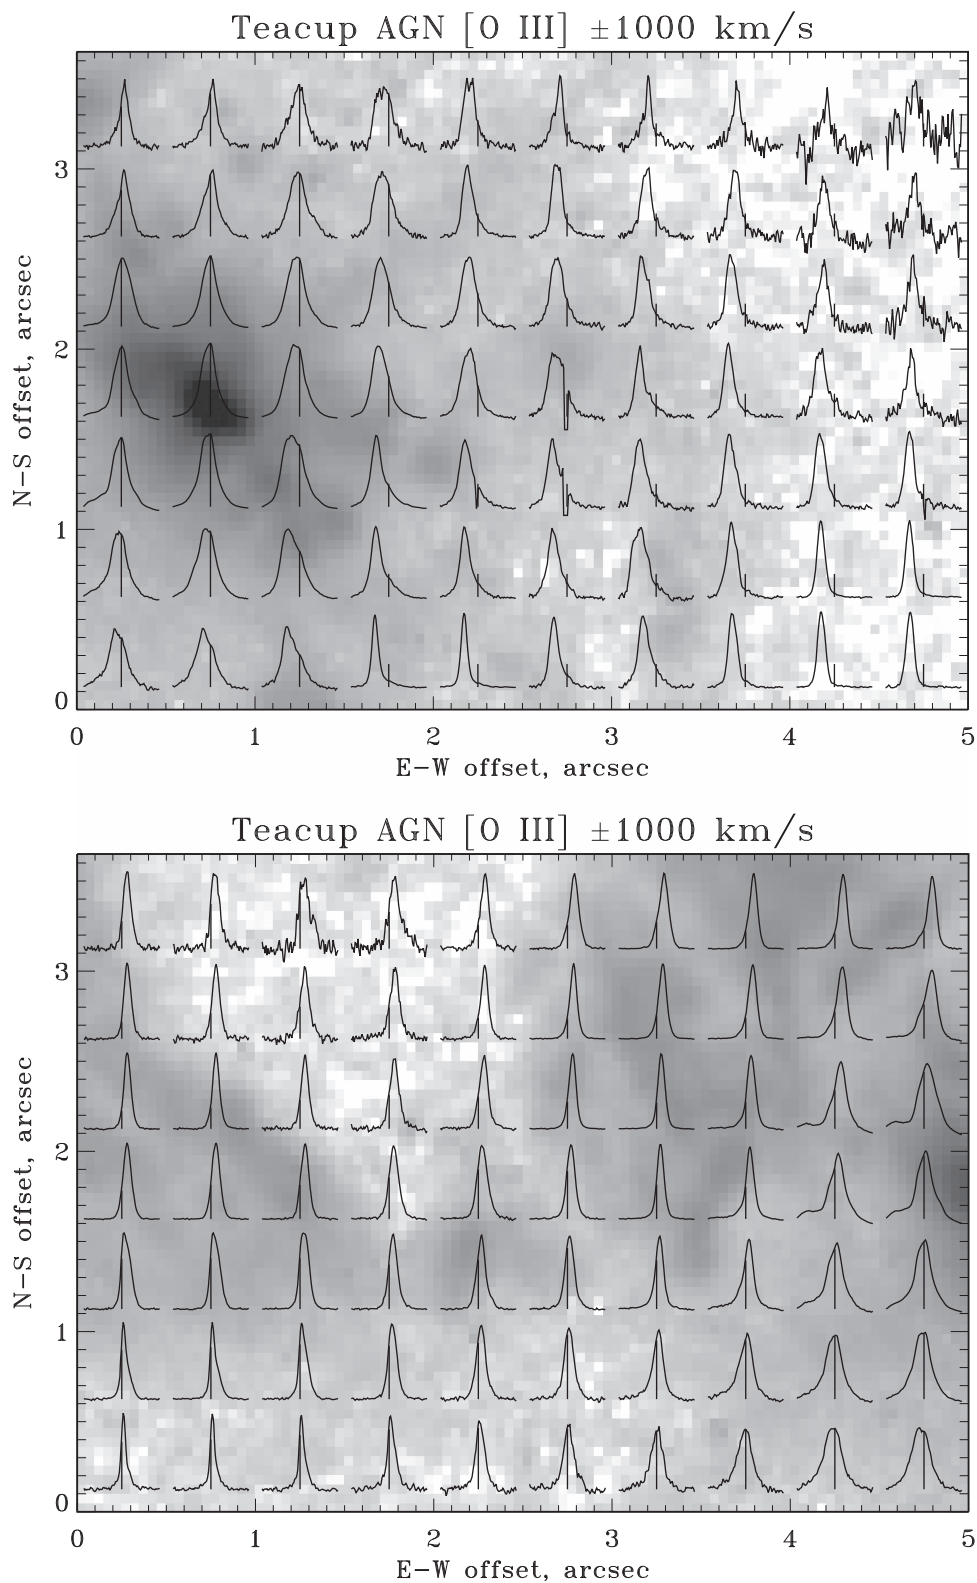 Teacup AGN [O III] ±1000 km/s
3
2
1
0
N−S offset, arcsec
0 1 2 3 4 5
E−W offset, arcsec
Teacup AGN [O III] ±1000 km/s
3
2
1
0
N−S offset, arcsec
0 1 2 3 4 5
E−W offset, arcsec